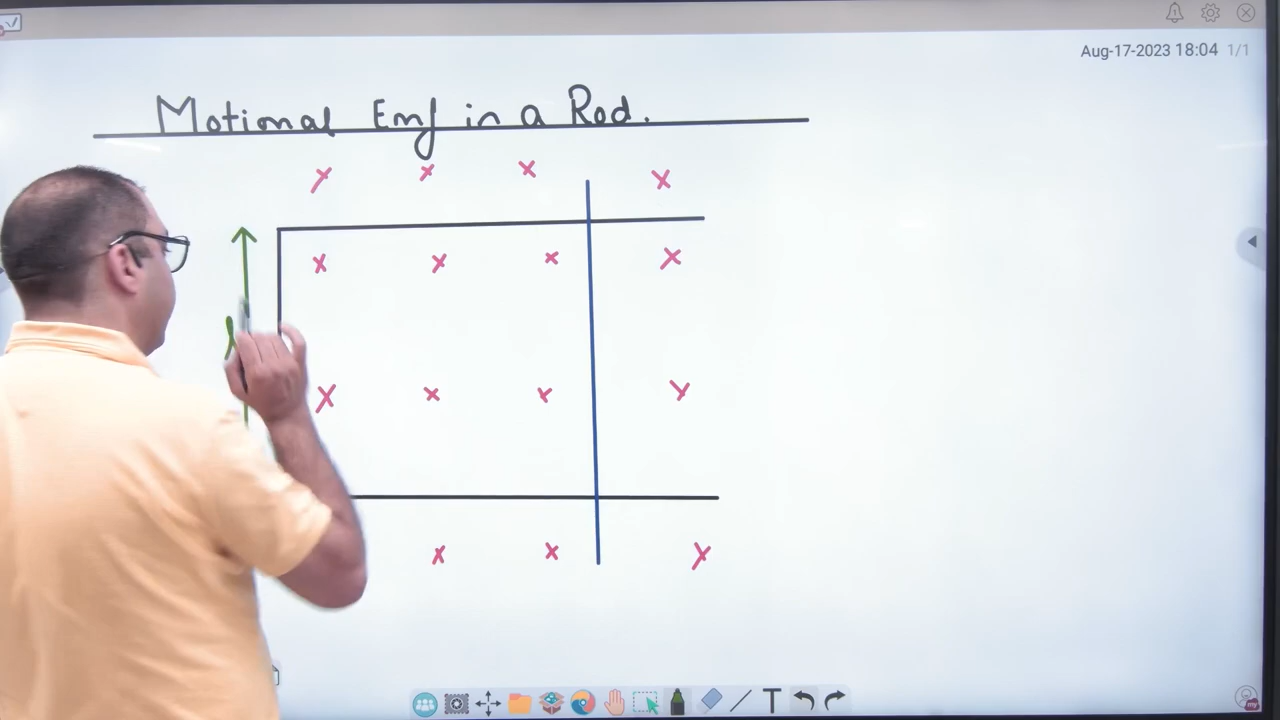 Aug-17-2023 18:04 1/1
Motional Emf in a Rod.
x x x x
x x x x
x x x x
x x x
T